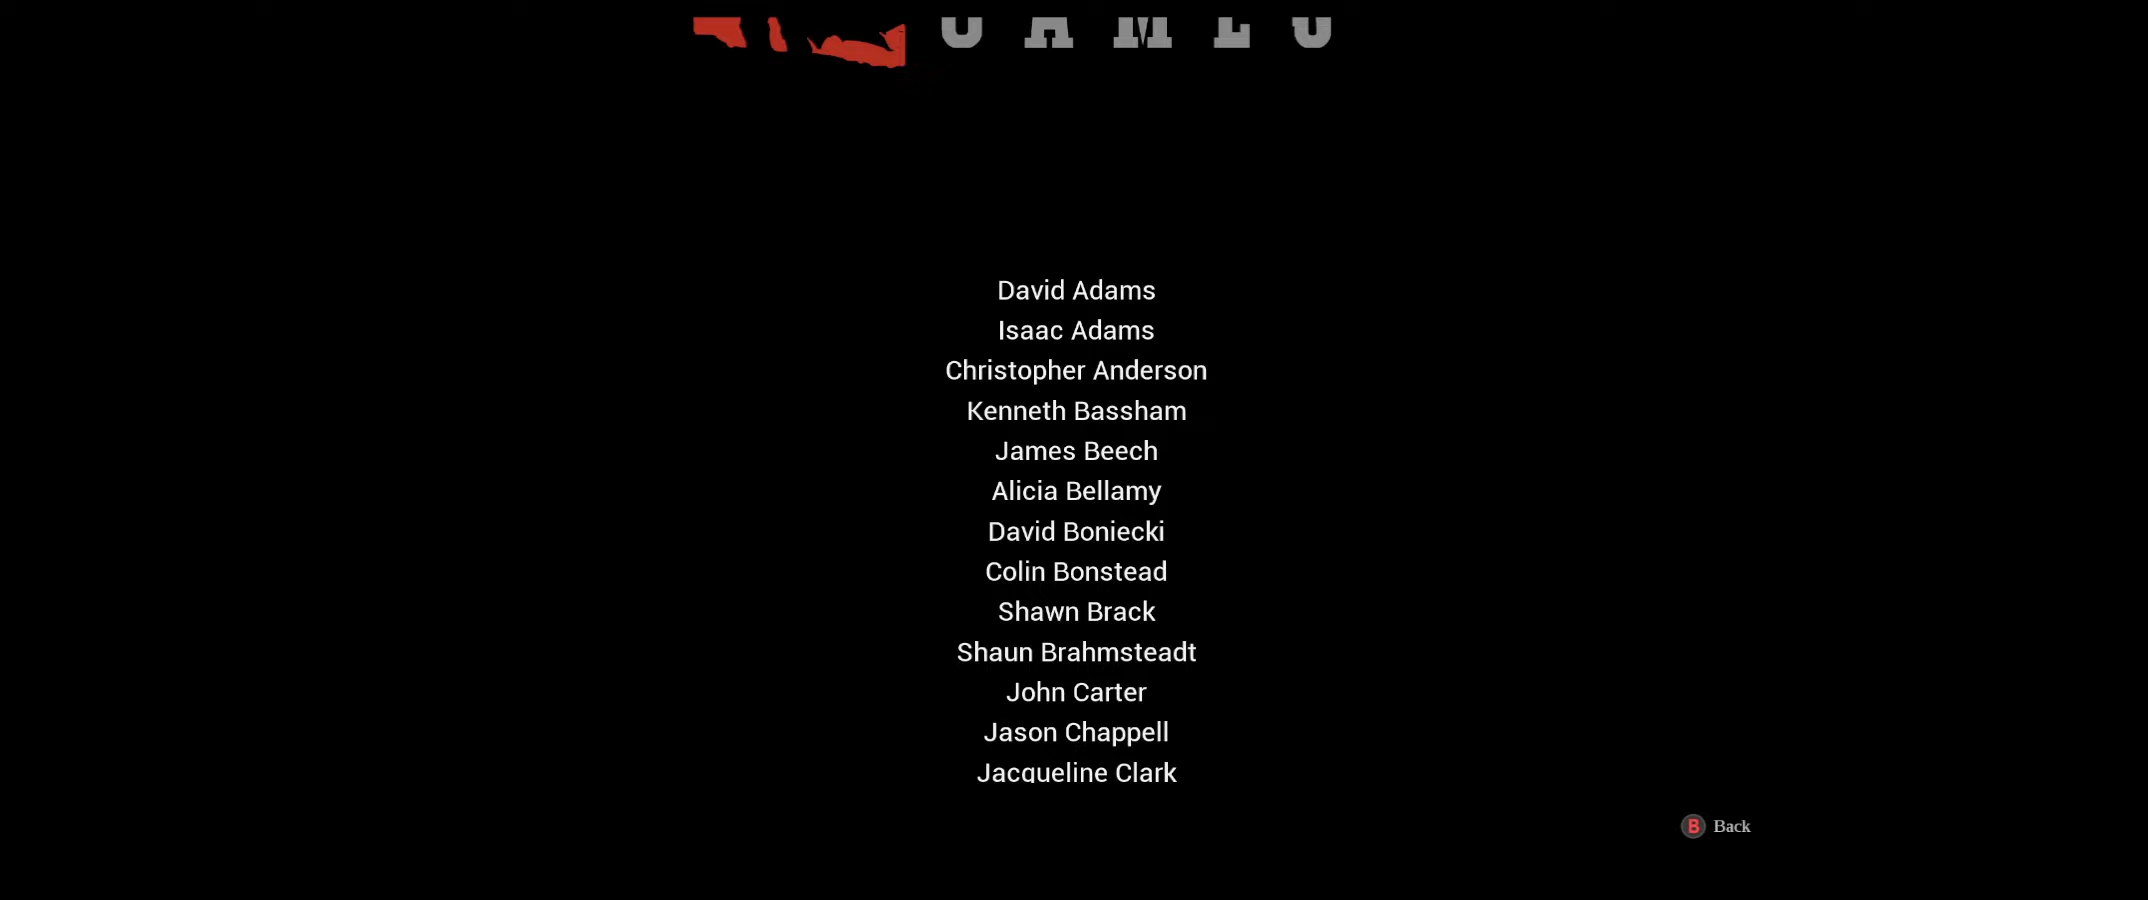 GAMES
David Adams
Isaac Adams
Christopher Anderson
Kenneth Bassham
James Beech
Alicia Bellamy
David Boniecki
Colin Bonstead
Shawn Brack
Shaun Brahmsteadt
John Carter
Jason Chappell
Jacqueline Clark
B Back